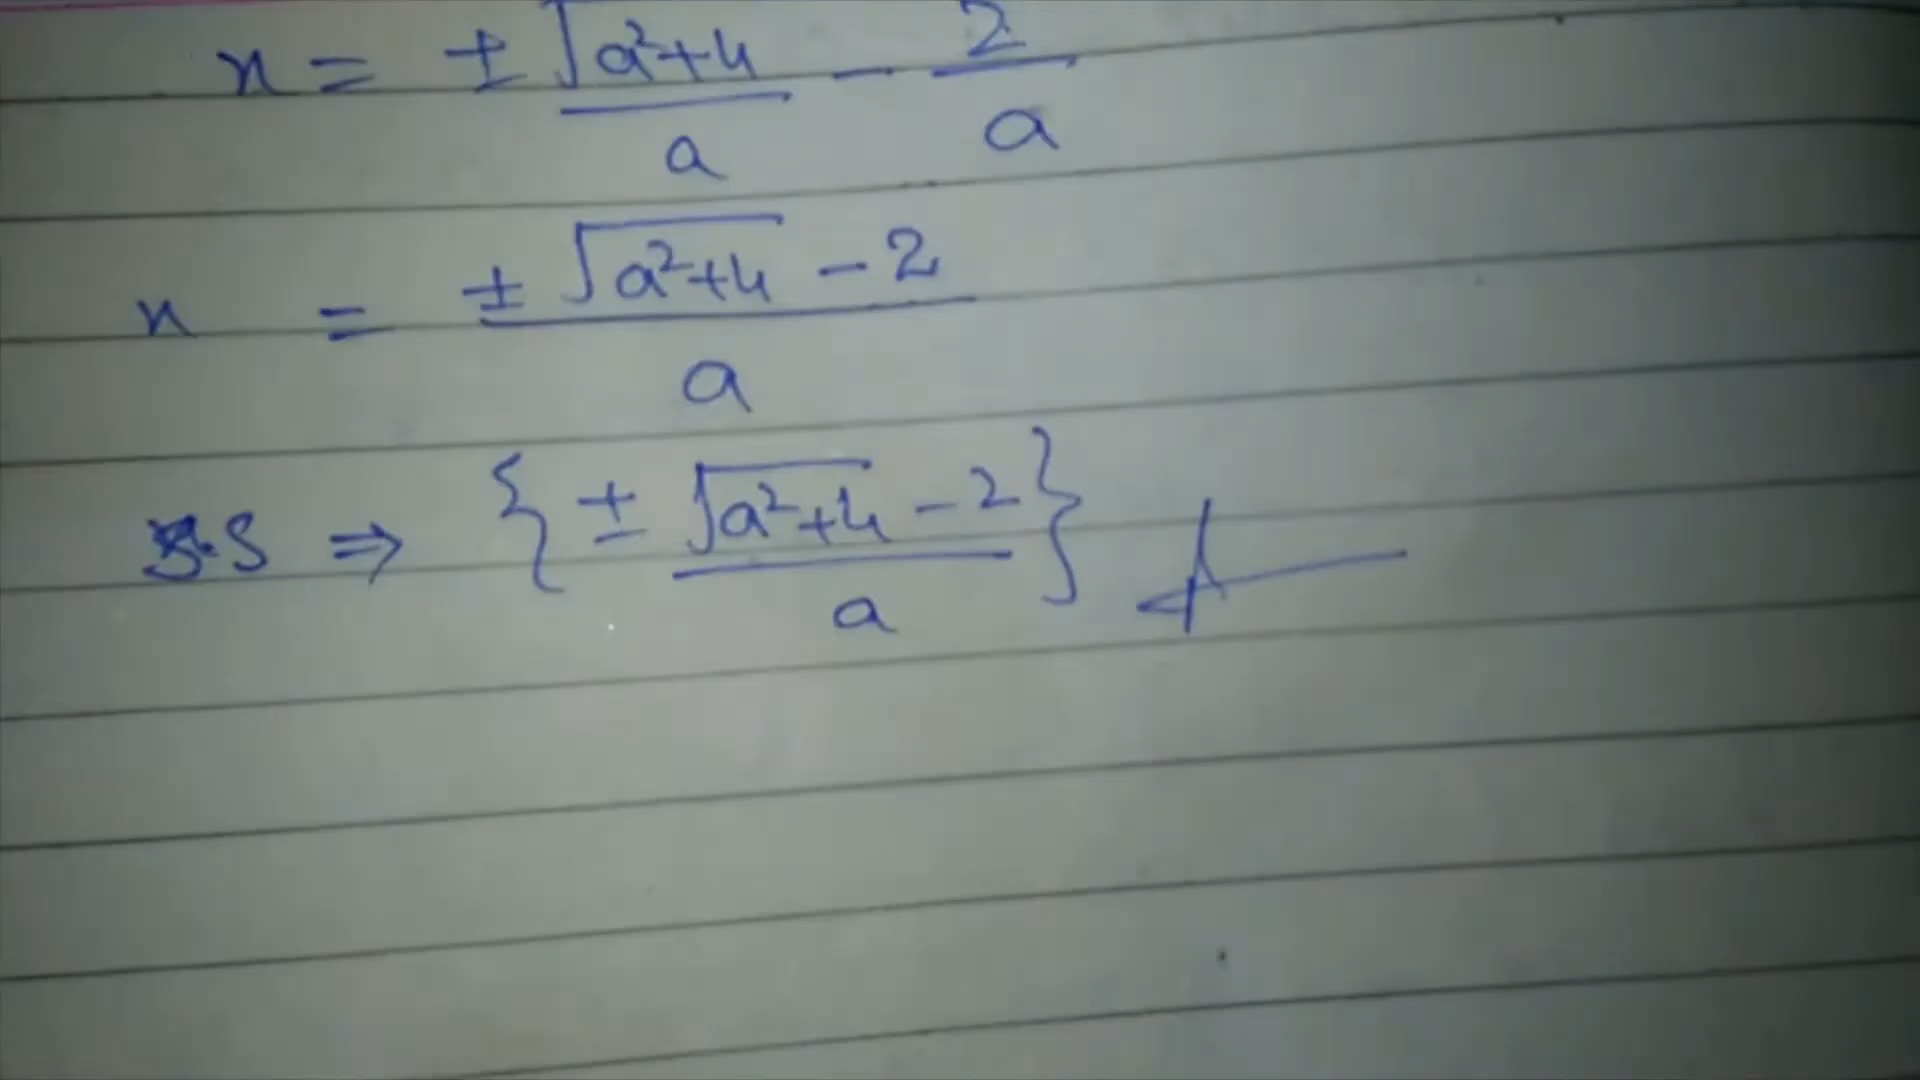 x = ± √a²+4 / a - 2 / a
x = ± √a²+4 - 2 / a
S.S ⇒ { ± √a²+4 - 2 / a }